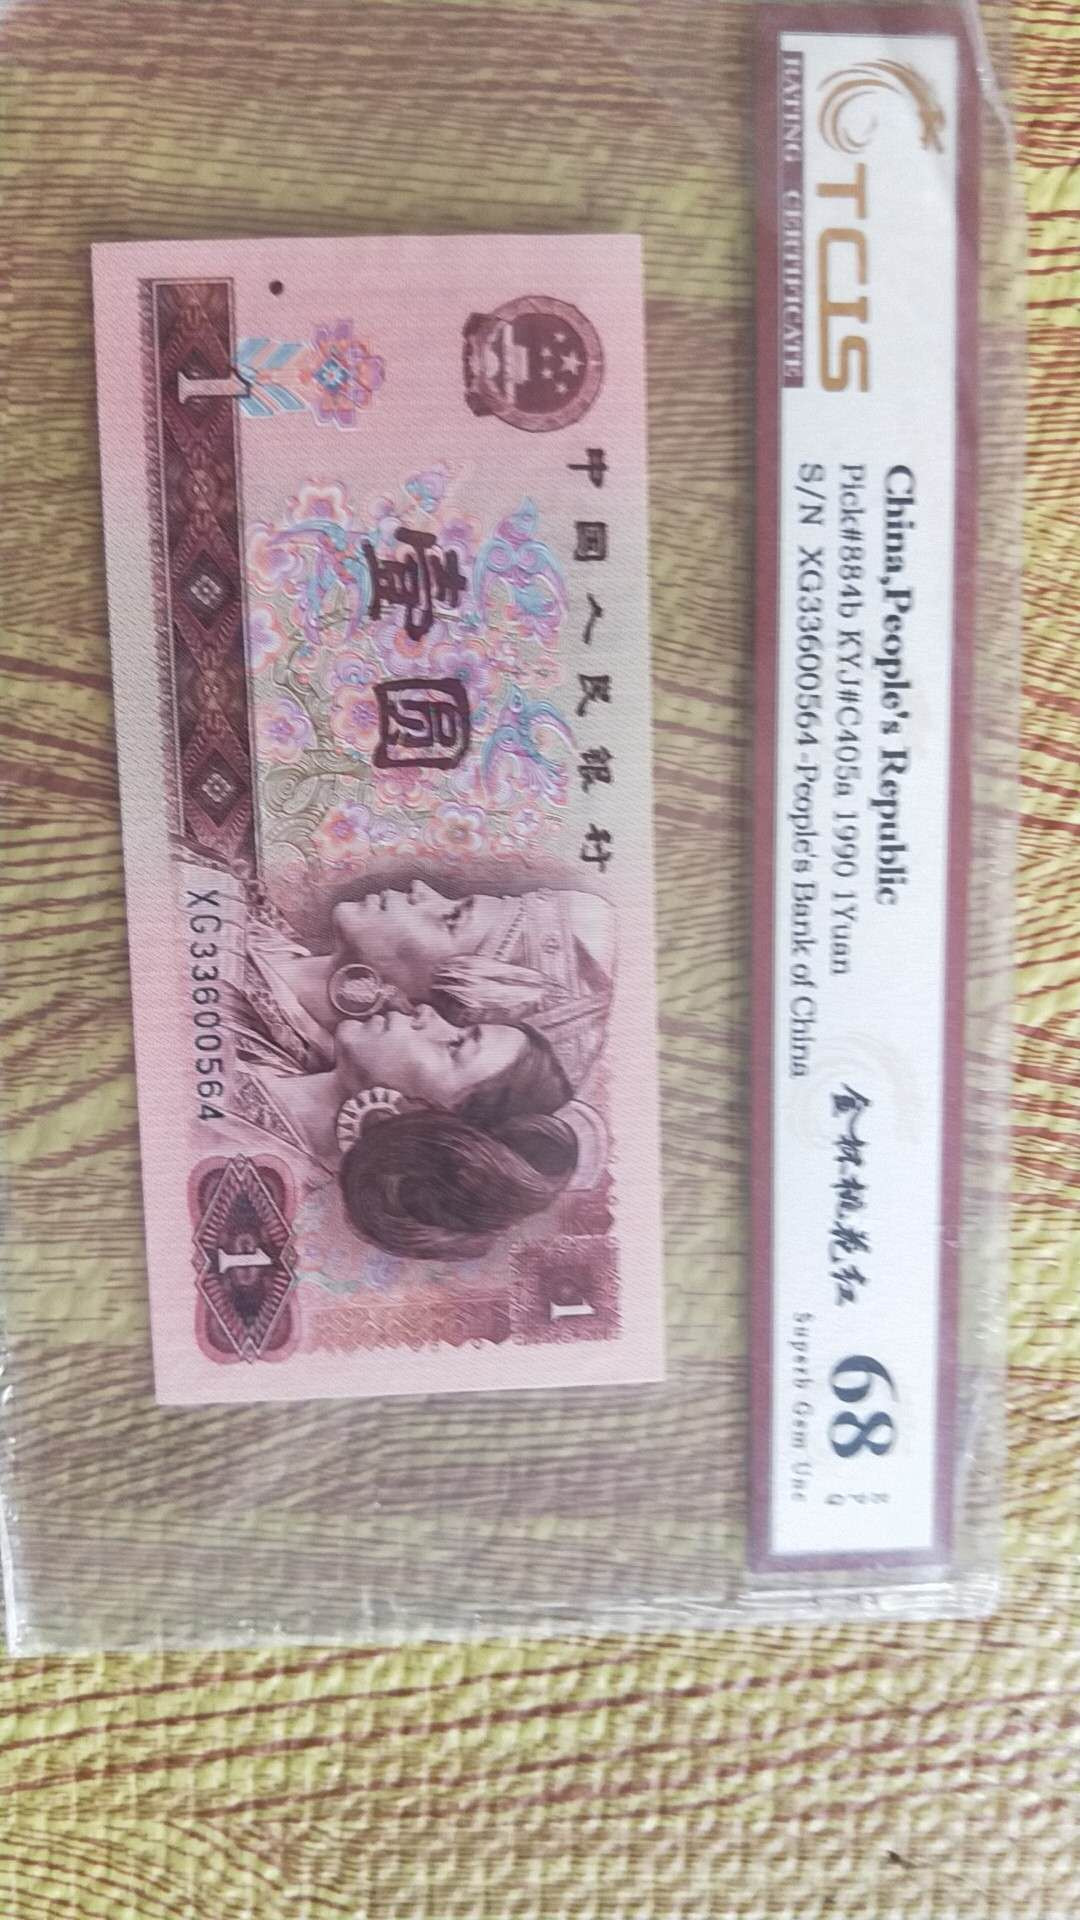 TCIS
RATING CERTIFICATE
China,People's Republic
Pick#884b KYJ#C405a 1990 1Yuan
S/N XG33600564-People's Bank of China
金杯桃花红
68
E
P
Q
Superb Gem Unc
中国人民银行
壹圆
1
XG33600564
1
1